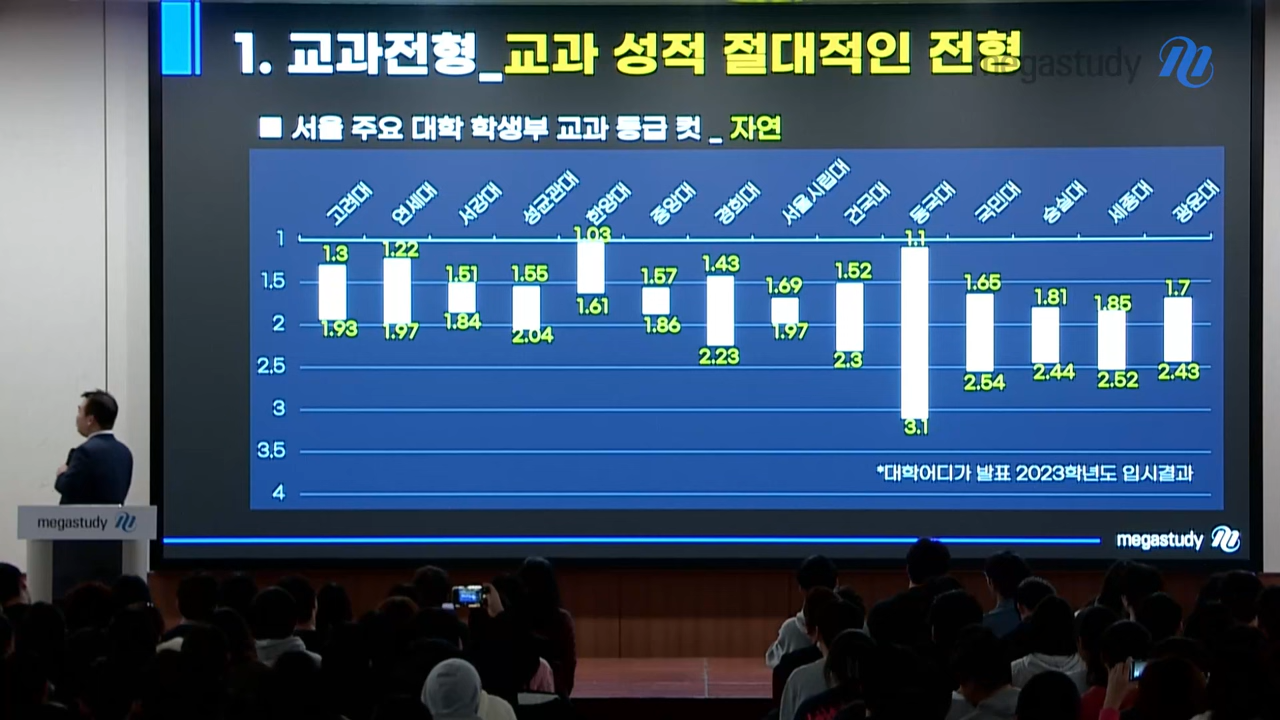 1. 교과전형_교과 성적 절대적인 전형
megastudy
■ 서울 주요 대학 학생부 교과 등급 컷 _ 자연
고려대 연세대 서강대 성균관대 한양대 중앙대 경희대 서울시립대 건국대 동국대 국민대 숭실대 세종대 광운대
1
1.3 1.22 1.51 1.55 1.03 1.57 1.43 1.69 1.52 1.1 1.65 1.81 1.85 1.7
1.5
1.93 1.97 1.84 2.04 1.61 1.86 2.23 1.97 2.3 3.1 2.54 2.44 2.52 2.43
2
2.5
3
3.5
4
*대학어디가 발표 2023학년도 입시결과
megastudy
megastudy